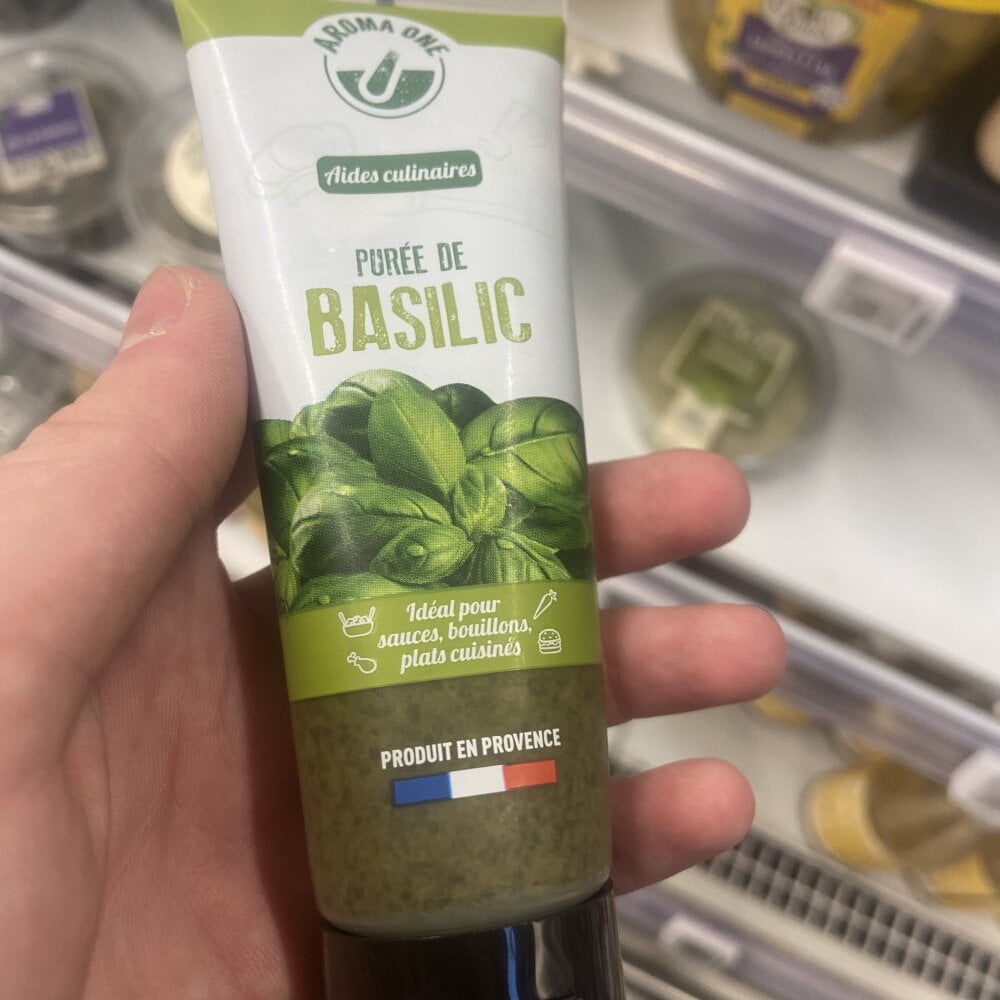 AROMA ONE
Aides culinaires
PURÉE DE
BASILIC
Idéal pour
sauces, bouillons,
plats cuisinés
PRODUIT EN PROVENCE